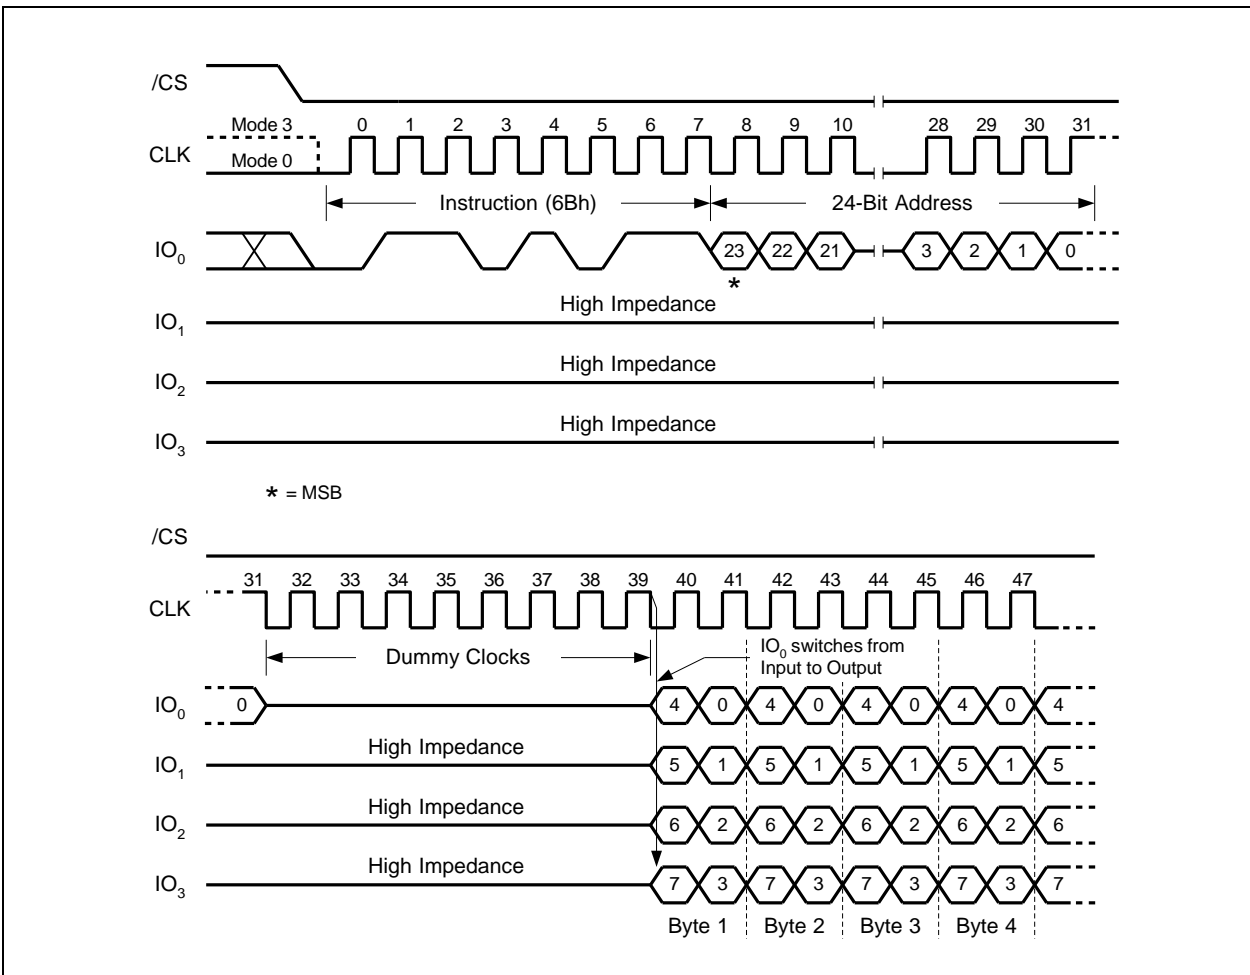 /CS
Mode 3 0 1 2 3 4 5 6 7 8 9 10 28 29 30 31
CLK
Mode 0
Instruction (6Bh) 24-Bit Address
IO0 23 22 21 3 2 1 0
*
High Impedance
IO1
High Impedance
IO2
High Impedance
IO3
* = MSB
/CS
31 32 33 34 35 36 37 38 39 40 41 42 43 44 45 46 47
CLK
IO0 switches from
Dummy Clocks Input to Output
IO0 0 4 0 4 0 4 0 4 0 4
High Impedance
IO1 5 1 5 1 5 1 5 1 5
High Impedance
IO2 6 2 6 2 6 2 6 2 6
High Impedance
IO3 7 3 7 3 7 3 7 3 7
Byte 1 Byte 2 Byte 3 Byte 4